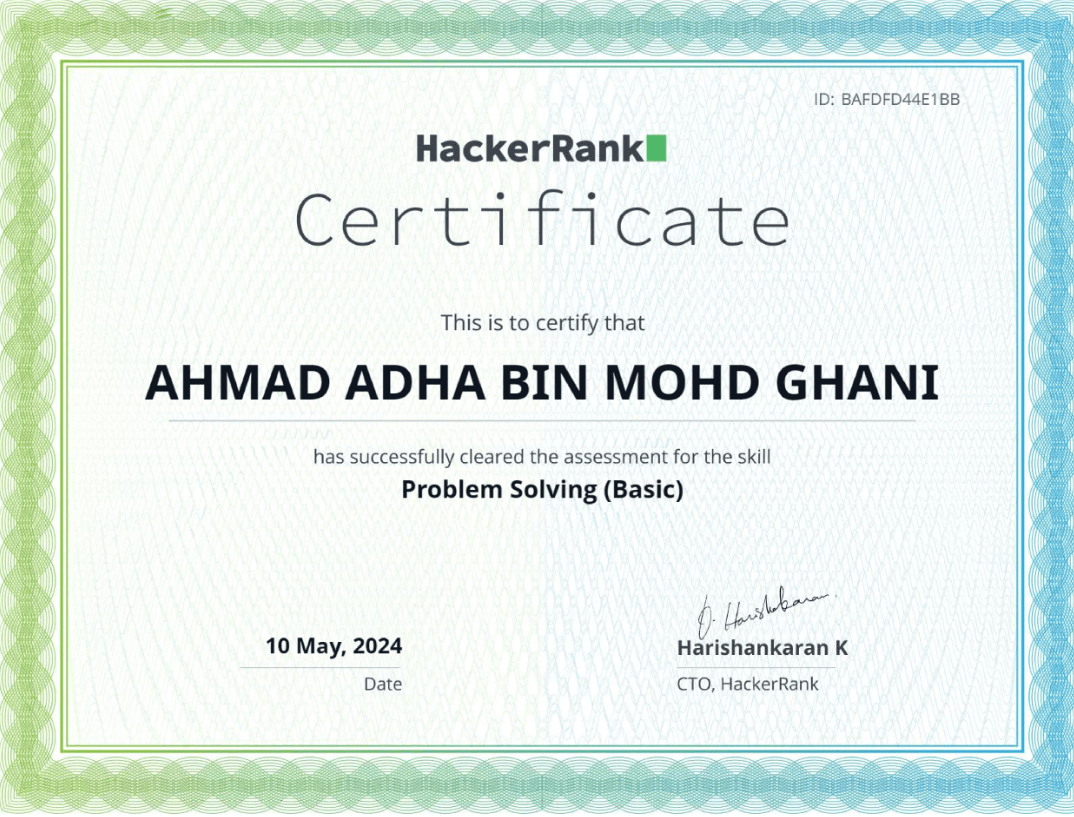 ID: BAFDFD44E1BB
HackerRank
Certificate
This is to certify that
AHMAD ADHA BIN MOHD GHANI
has successfully cleared the assessment for the skill
Problem Solving (Basic)
10 May, 2024
Date
Harishankaran K
CTO, HackerRank